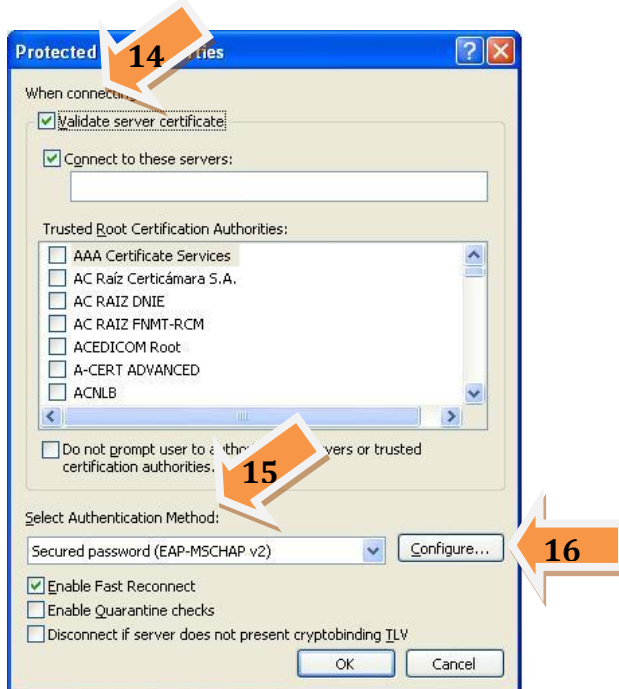 Protected
14
When connecting
Validate server certificate
Connect to these servers:
Trusted Root Certification Authorities:
AAA Certificate Services
AC Raíz Certicámara S.A.
AC RAIZ DNIE
AC RAIZ FNMT-RCM
ACEDICOM Root
A-CERT ADVANCED
ACNLB
Do not prompt user to or trusted
certification authorities.
15
Select Authentication Method:
Secured password (EAP-MSCHAP v2)
Configure...
16
Enable Fast Reconnect
Enable Quarantine checks
Disconnect if server does not present cryptobinding TLV
OK Cancel